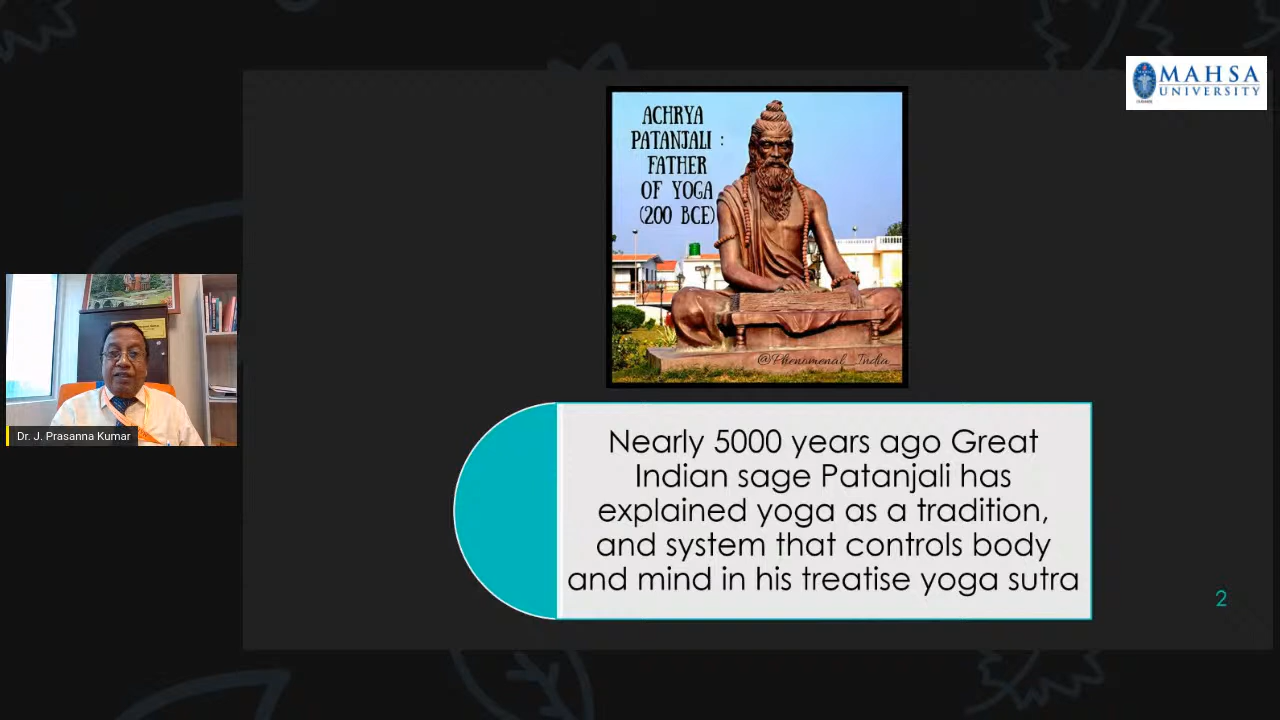 MAHSA
UNIVERSITY
ACHRYA
PATANJALI :
FATHER
OF YOGA
(200 BCE)
@Phenomenal_India_
Dr. J. Prasanna Kumar
Nearly 5000 years ago Great
Indian sage Patanjali has
explained yoga as a tradition,
and system that controls body
and mind in his treatise yoga sutra
2